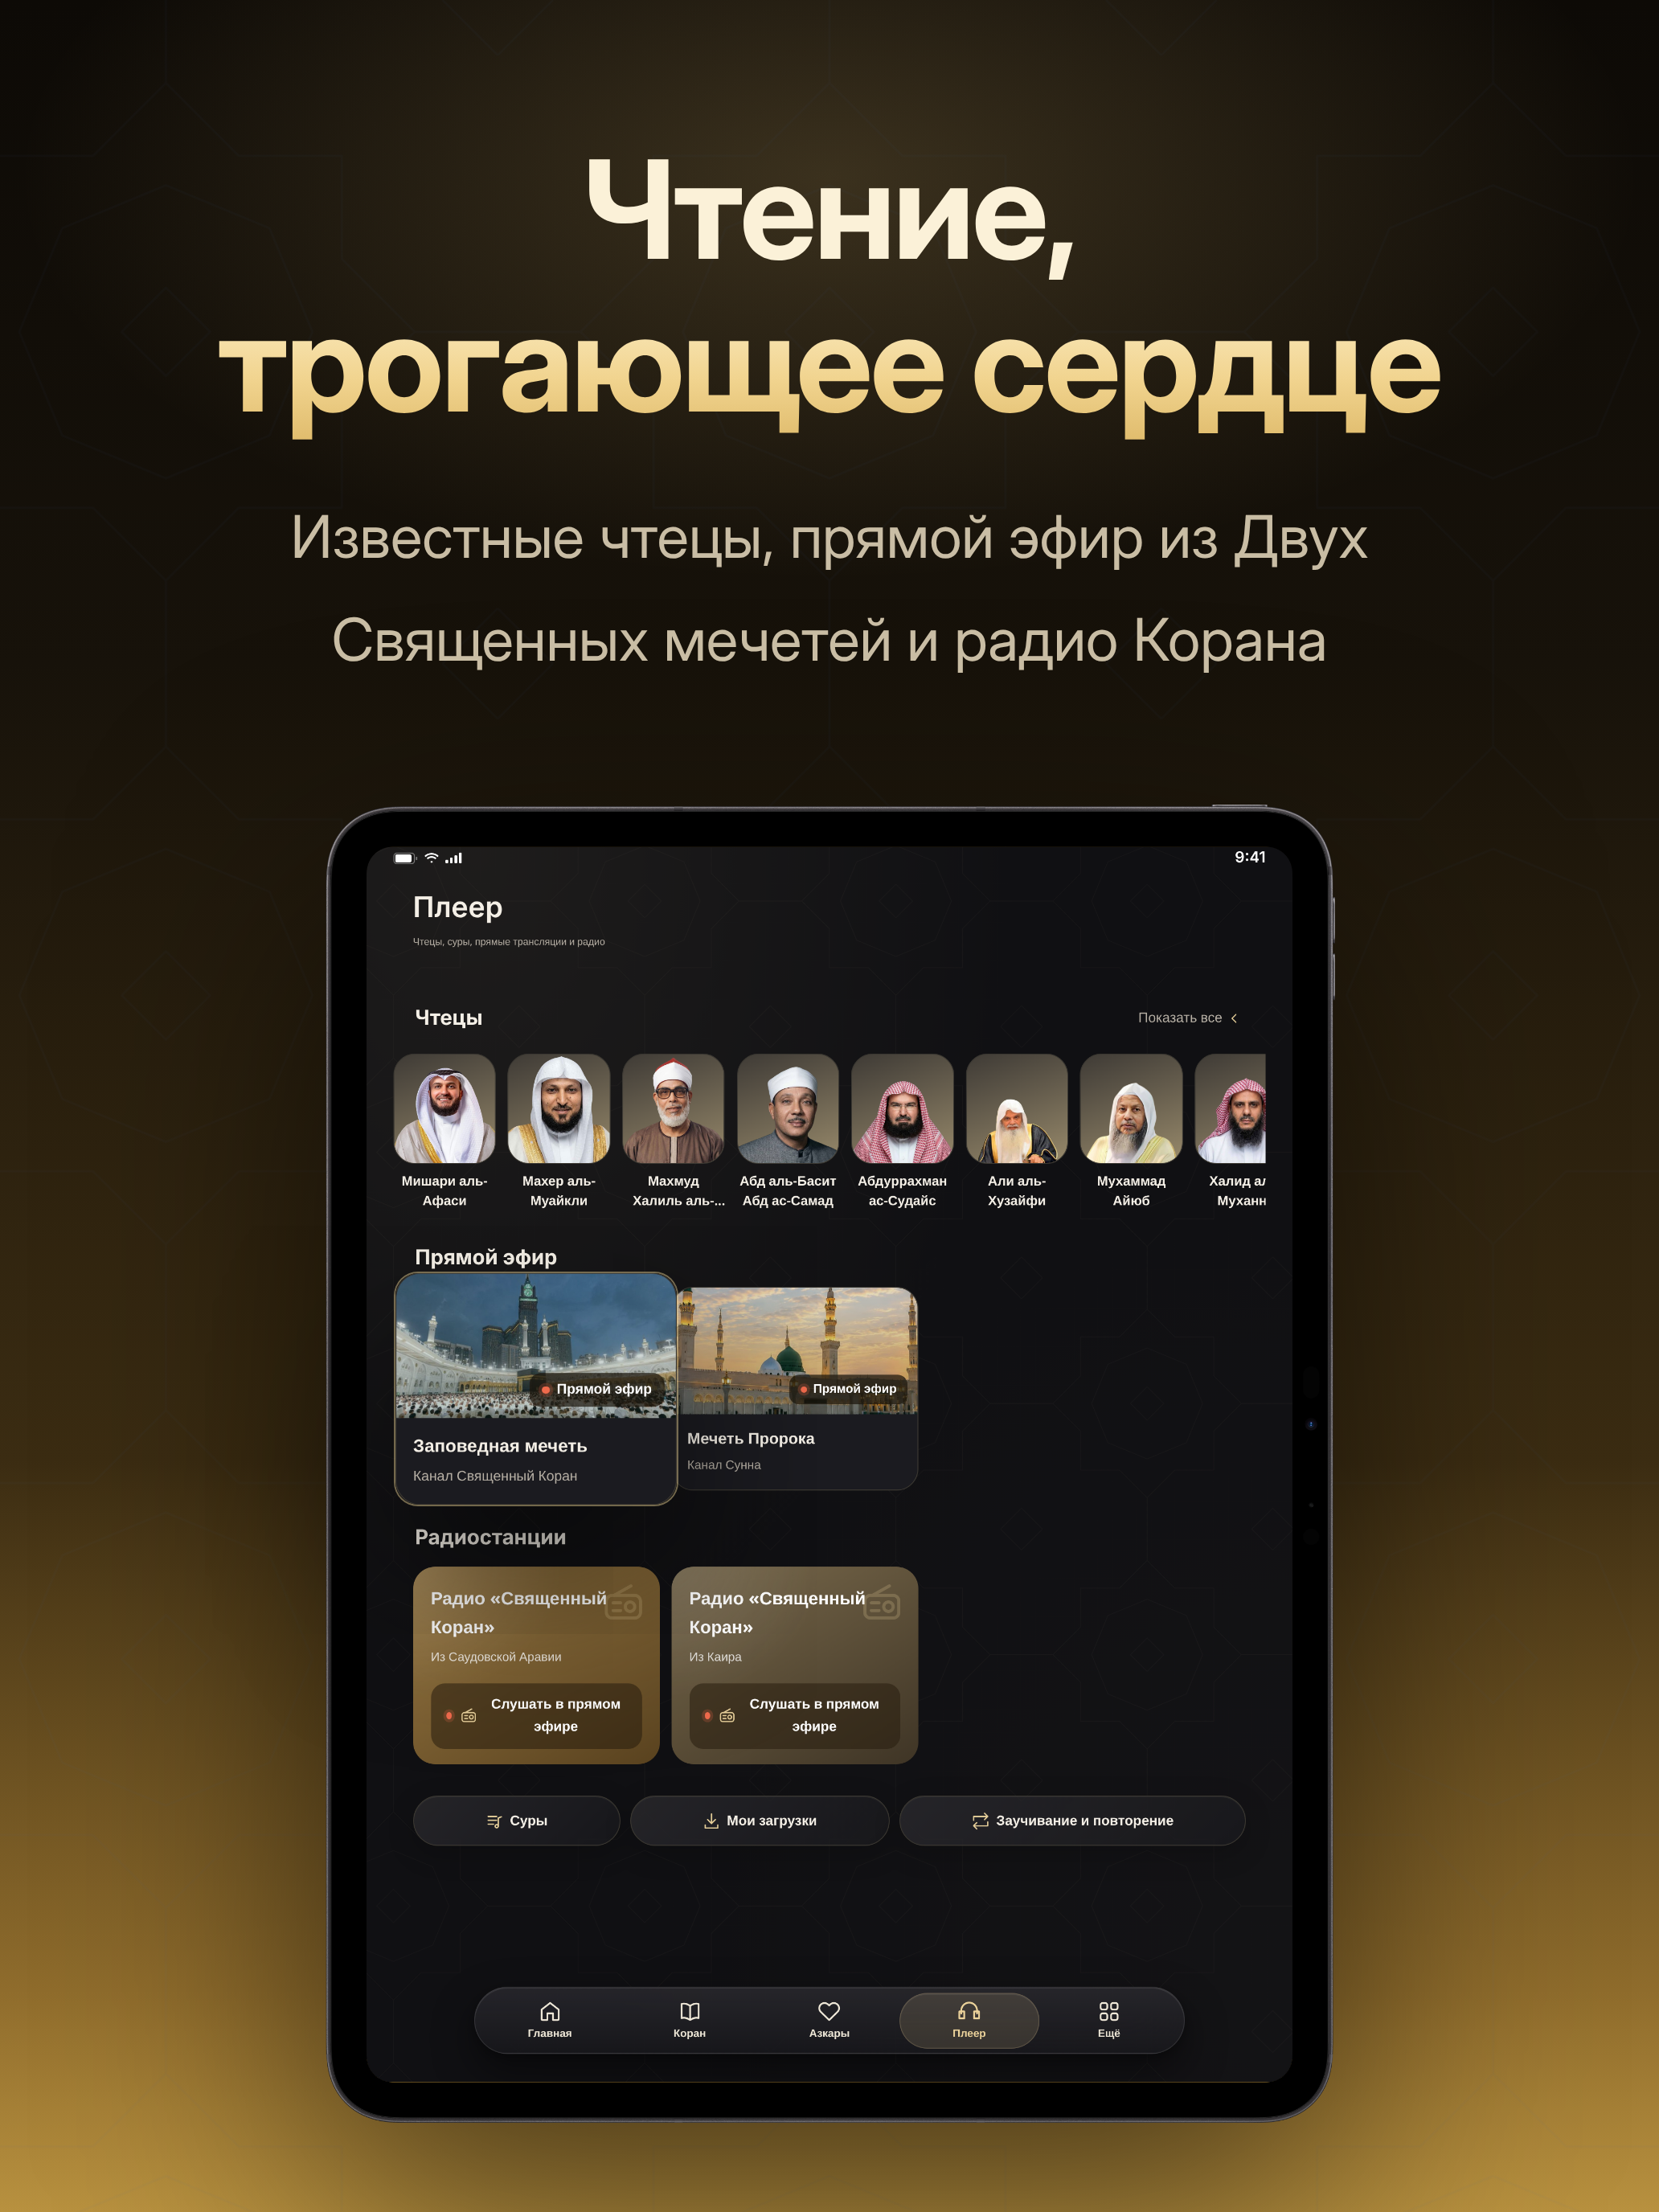 Чтение,
трогающее сердце
Известные чтецы, прямой эфир из Двух
Священных мечетей и радио Корана
9:41
Плеер
Чтецы, суры, прямые трансляции и радио
Чтецы
Показать все
Мишари аль-
Афаси
Махер аль-
Муайкли
Махмуд
Халиль аль-...
Абд аль-Басит
Абд ас-Самад
Абдуррахман
ас-Судайс
Али аль-
Хузайфи
Мухаммад
Айюб
Халид ал
Муханн
Прямой эфир
Прямой эфир
Заповедная мечеть
Канал Священный Коран
Прямой эфир
Мечеть Пророка
Канал Сунна
Радиостанции
Радио «Священный
Коран»
Из Саудовской Аравии
Слушать в прямом
эфире
Радио «Священный
Коран»
Из Каира
Слушать в прямом
эфире
Суры
Мои загрузки
Заучивание и повторение
Главная
Коран
Азкары
Плеер
Ещё